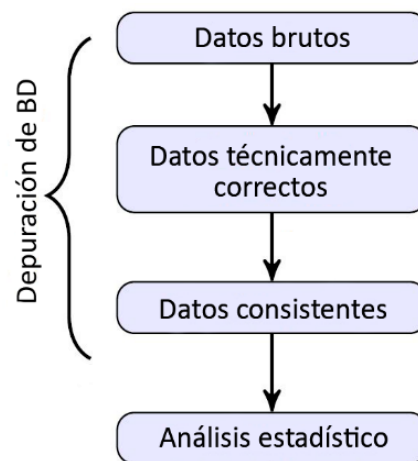 Depuración de BD
Datos brutos
Datos técnicamente
correctos
Datos consistentes
Análisis estadístico